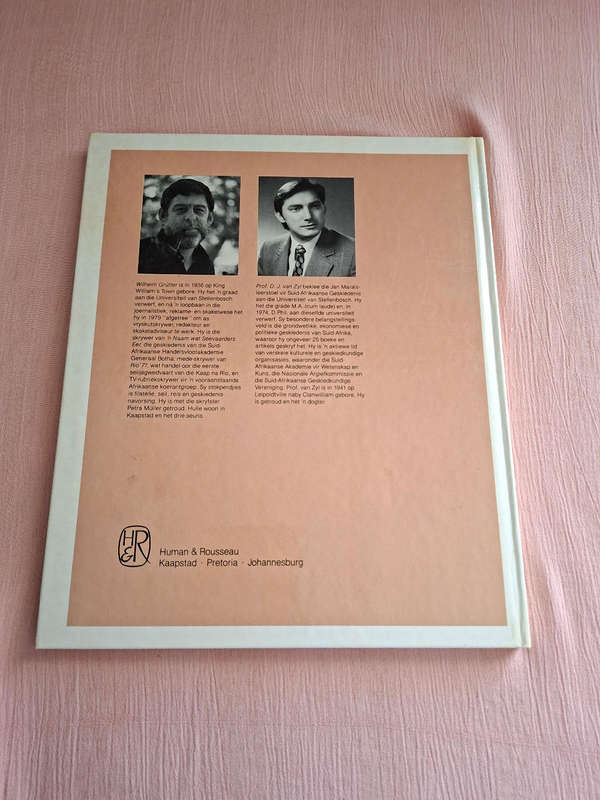 Wilhelm Grütter is in 1936 op King
William's Town gebore. Hy het 'n graad
aan die Universiteit van Stellenbosch
verwerf, en ná 'n loopbaan in die
joernalistiek, reklame- en skakelwese het
hy in 1979 "afgetree" om as
vryskutskrywer, redakteur en
skakeladviseur te werk. Hy is die
skrywer van 'n Naam wat Seevaarders
Eer, die geskiedenis van die Suid-
Afrikaanse Handelsvlootakademie
Generaal Botha, mede-skrywer van
Rio '71, wat handel oor die eerste
seiljagwedvaart van die Kaap na Rio, en
TV-rubriekskrywer vir 'n vooraanstaande
Afrikaanse koerantgroep. Sy stokperdjies
is filatelie, seil, reis en geskiedenis-
navorsing. Hy is met die skryfster
Petra Müller getroud. Hulle woon in
Kaapstad en het drie seuns.
Prof. D. J. van Zyl beklee die Jan Marais-
leerstoel vir Suid-Afrikaanse Geskiedenis
aan die Universiteit van Stellenbosch. Hy
het die grade M.A. (cum laude) en, in
1974, D.Phil. aan dieselfde universiteit
verwerf. Sy besondere belangstellings-
veld is die grondwetlike, ekonomiese en
politieke geskiedenis van Suid-Afrika,
waaroor hy ongeveer 25 boeke en
artikels geskryf het. Hy is 'n aktiewe lid
van verskeie kulturele en geskiedkundige
organisasies, waaronder die Suid-
Afrikaanse Akademie vir Wetenskap en
Kuns, die Nasionale Argiefkommissie en
die Suid-Afrikaanse Geskiedkundige
Vereniging. Prof. van Zyl is in 1941 op
Leipoldtville naby Clanwilliam gebore. Hy
is getroud en het 'n dogter.
H&R
Human & Rousseau
Kaapstad · Pretoria · Johannesburg